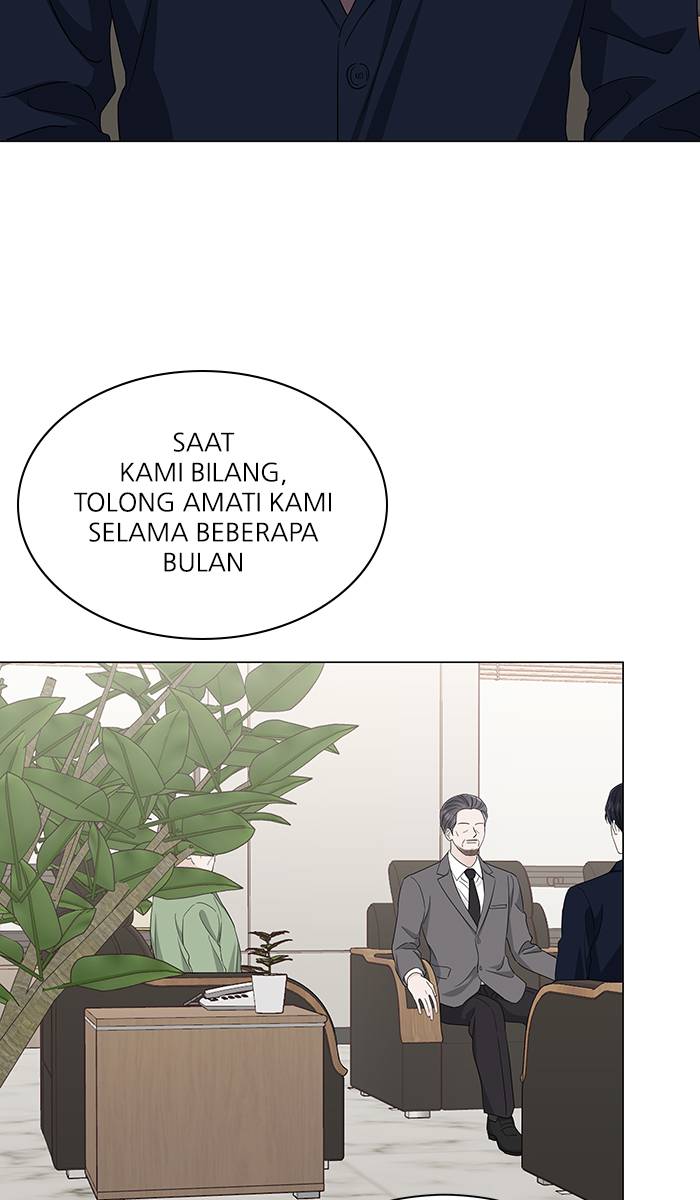 SAAT
KAMI BILANG,
TOLONG AMATI KAMI
SELAMA BEBERAPA
BULAN